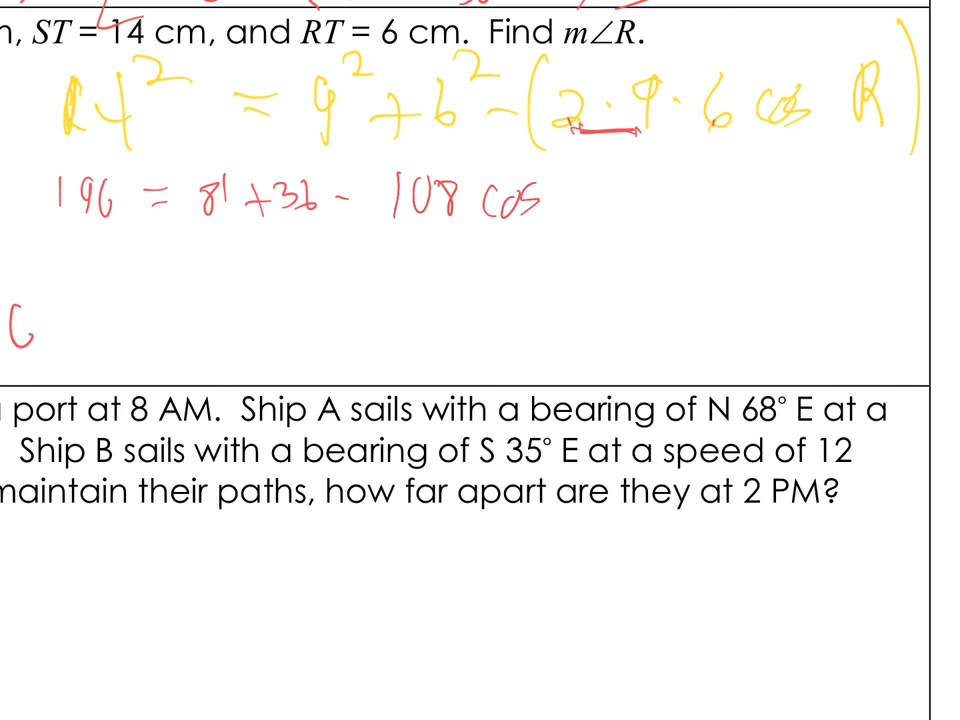 , ST = 14 cm, and RT = 6 cm. Find m∠R.
14² = 9² + 6² - (2 · 9 · 6 cos R)
196 = 81 + 36 - 108 cos
C
port at 8 AM. Ship A sails with a bearing of N 68° E at a
Ship B sails with a bearing of S 35° E at a speed of 12
maintain their paths, how far apart are they at 2 PM?